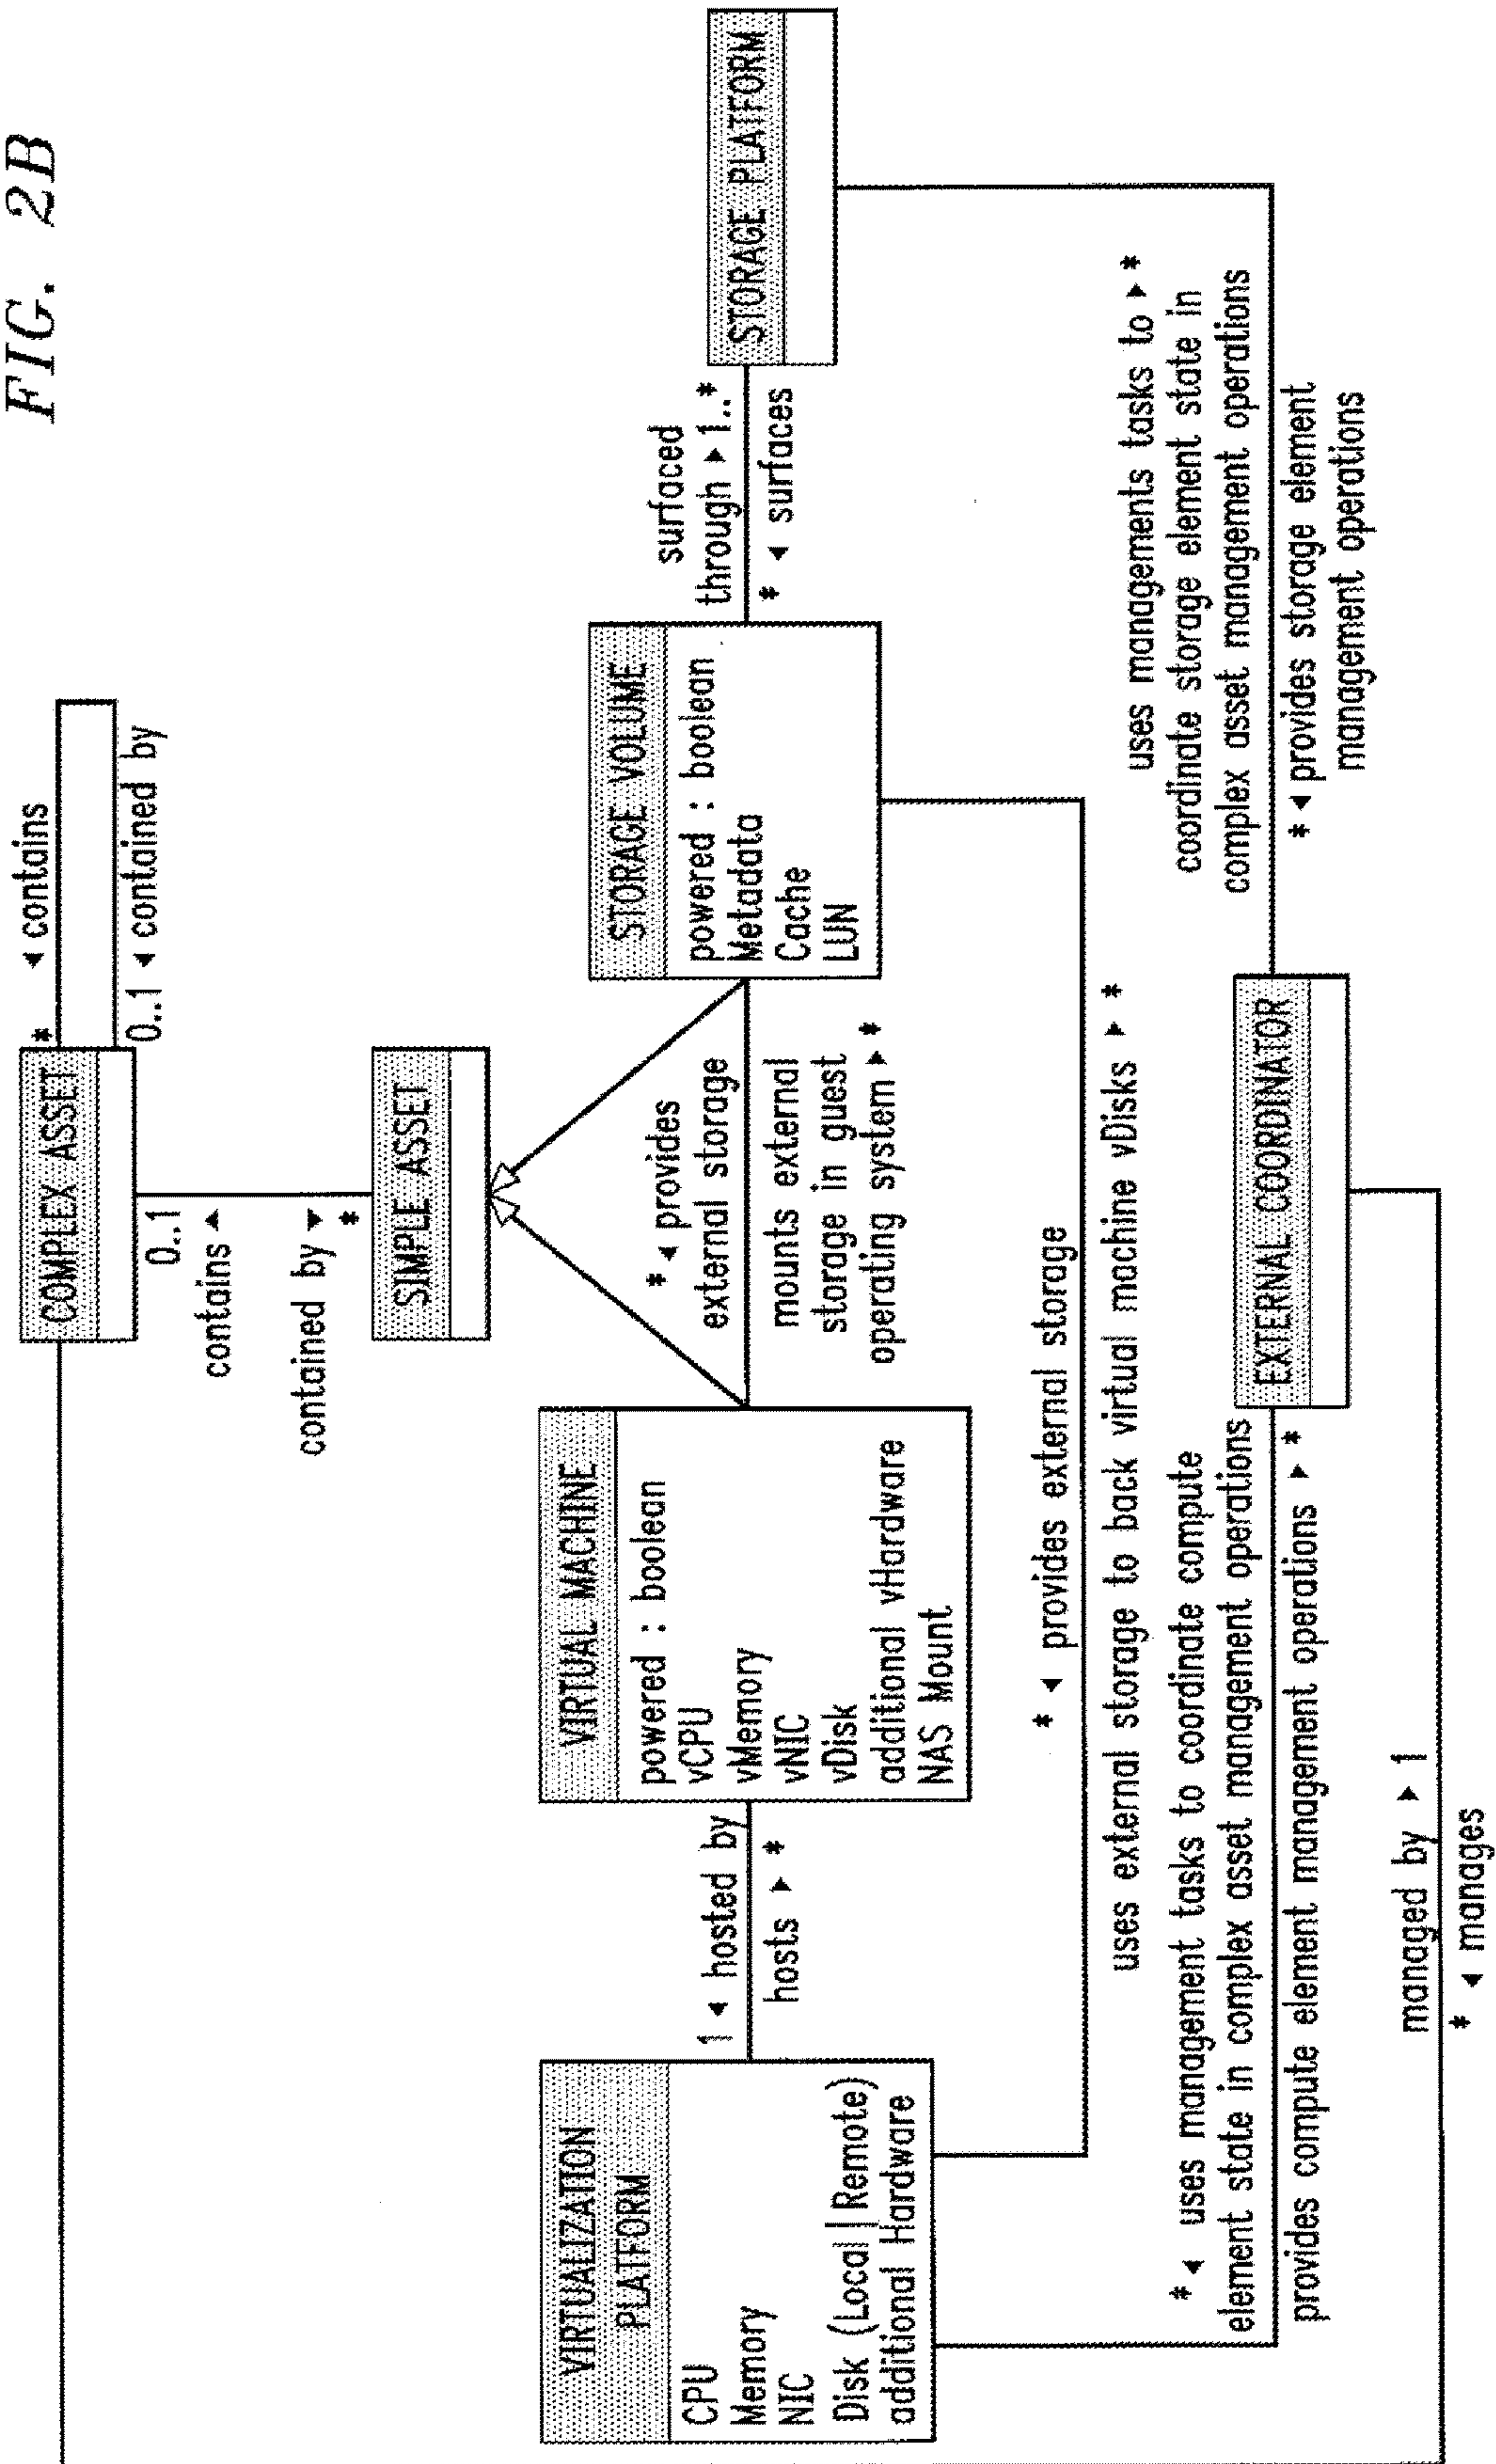 FIG. 2B
* ◄ contains
COMPLEX ASSET
0..1 ◄ contained by
0..1
contains ▲
contained by ▼
*
SIMPLE ASSET
VIRTUALIZATION
PLATFORM
CPU
Memory
NIC
Disk (Local|Remote)
additional Hardware
1 ◄ hosted by
hosts ► *
VIRTUAL MACHINE
powered : boolean
vCPU
vMemory
vNIC
vDisk
additional vHardware
NAS Mount
* ◄ provides
external storage
mounts external
storage in guest
operating system ► *
STORAGE VOLUME
powered : boolean
Metadata
Cache
LUN
surfaced
through ► 1..*
* ◄ surfaces
STORAGE PLATFORM
* ◄ provides external storage
uses external storage to back virtual machine vDisks ► *
* ◄ uses management tasks to coordinate compute
element state in complex asset management operations
provides compute element management operations ► *
EXTERNAL COORDINATOR
uses managements tasks to ► *
coordinate storage element state in
complex asset management operations
* ◄ provides storage element
management operations
managed by ► 1
* ◄ manages